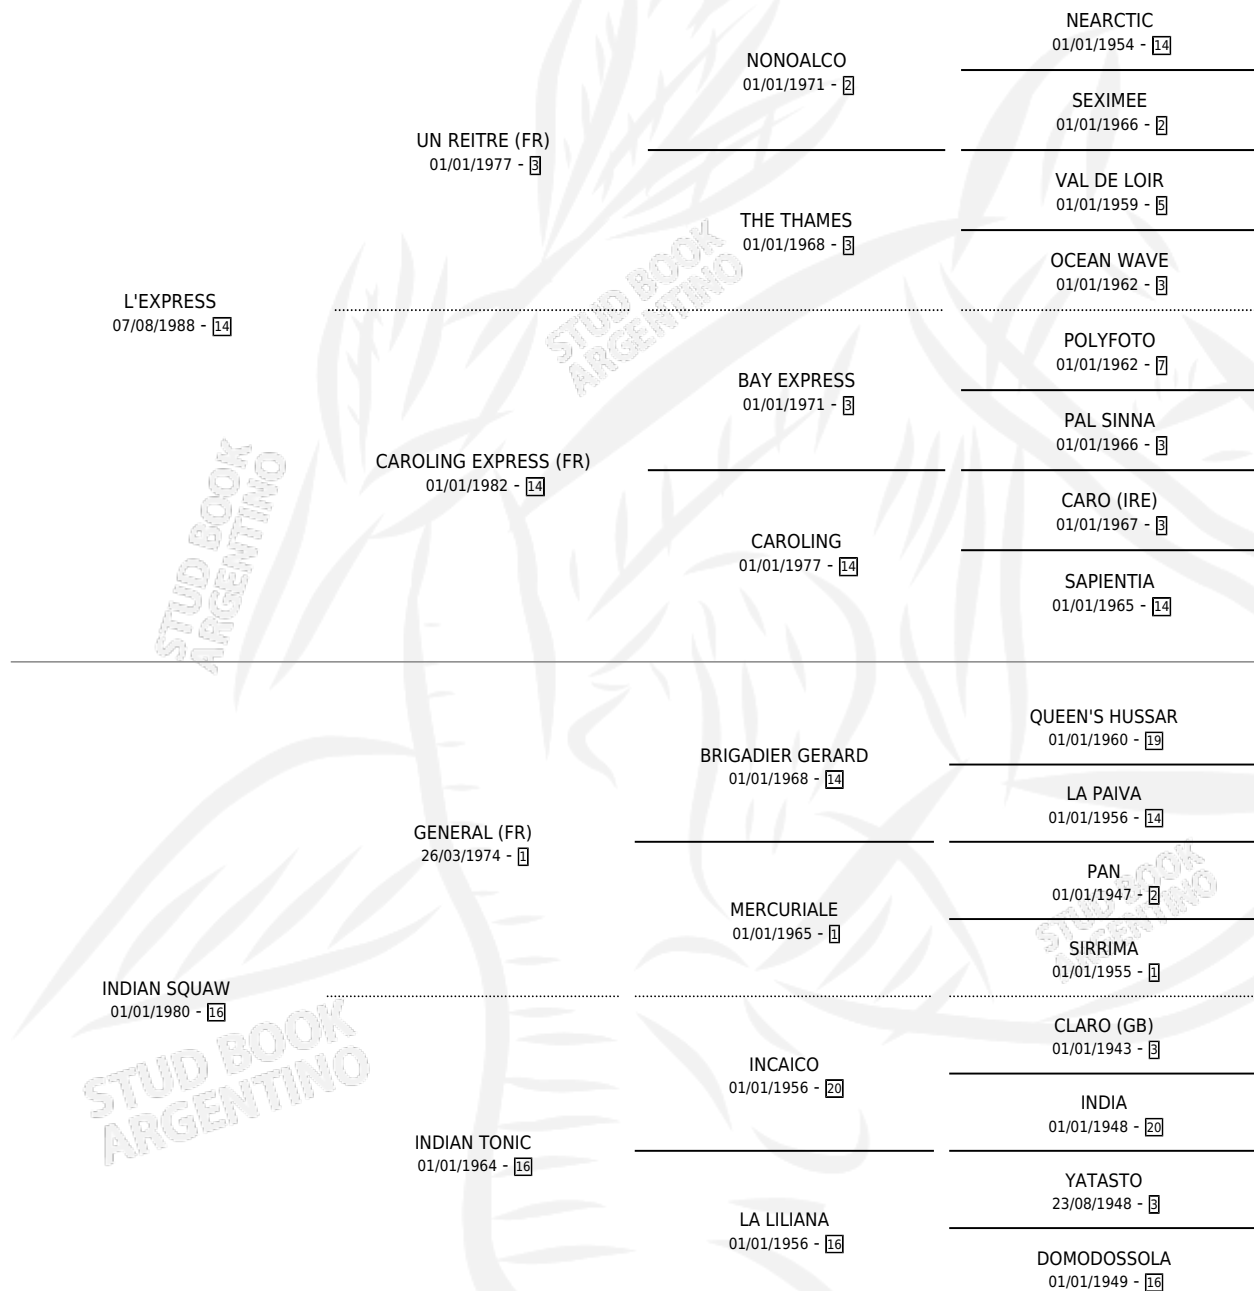 NEARCTIC
01/01/1954 - 14
NONOALCO
01/01/1971 - 2
SEXIMEE
01/01/1966 - 2
UN REITRE (FR)
01/01/1977 - 3
VAL DE LOIR
01/01/1959 - 5
THE THAMES
01/01/1968 - 3
OCEAN WAVE
01/01/1962 - 3
L'EXPRESS
07/08/1988 - 14
POLYFOTO
01/01/1962 - 7
BAY EXPRESS
01/01/1971 - 3
PAL SINNA
01/01/1966 - 3
CAROLING EXPRESS (FR)
01/01/1982 - 14
CARO (IRE)
01/01/1967 - 3
CAROLING
01/01/1977 - 14
SAPIENTIA
01/01/1965 - 14
QUEEN'S HUSSAR
01/01/1960 - 19
BRIGADIER GERARD
01/01/1968 - 14
LA PAIVA
01/01/1956 - 14
GENERAL (FR)
26/03/1974 - 1
PAN
01/01/1947 - 2
MERCURIALE
01/01/1965 - 1
SIRRIMA
01/01/1955 - 1
INDIAN SQUAW
01/01/1980 - 16
CLARO (GB)
01/01/1943 - 3
INCAICO
01/01/1956 - 20
INDIA
01/01/1948 - 20
INDIAN TONIC
01/01/1964 - 16
YATASTO
23/08/1948 - 3
LA LILIANA
01/01/1956 - 16
DOMODOSSOLA
01/01/1949 - 16
STUD BOOK
ARGENTINO
STUD BOOK
ARGENTINO
STUD BOOK
ARGENTINO
STUD BOOK
ARGENTINO